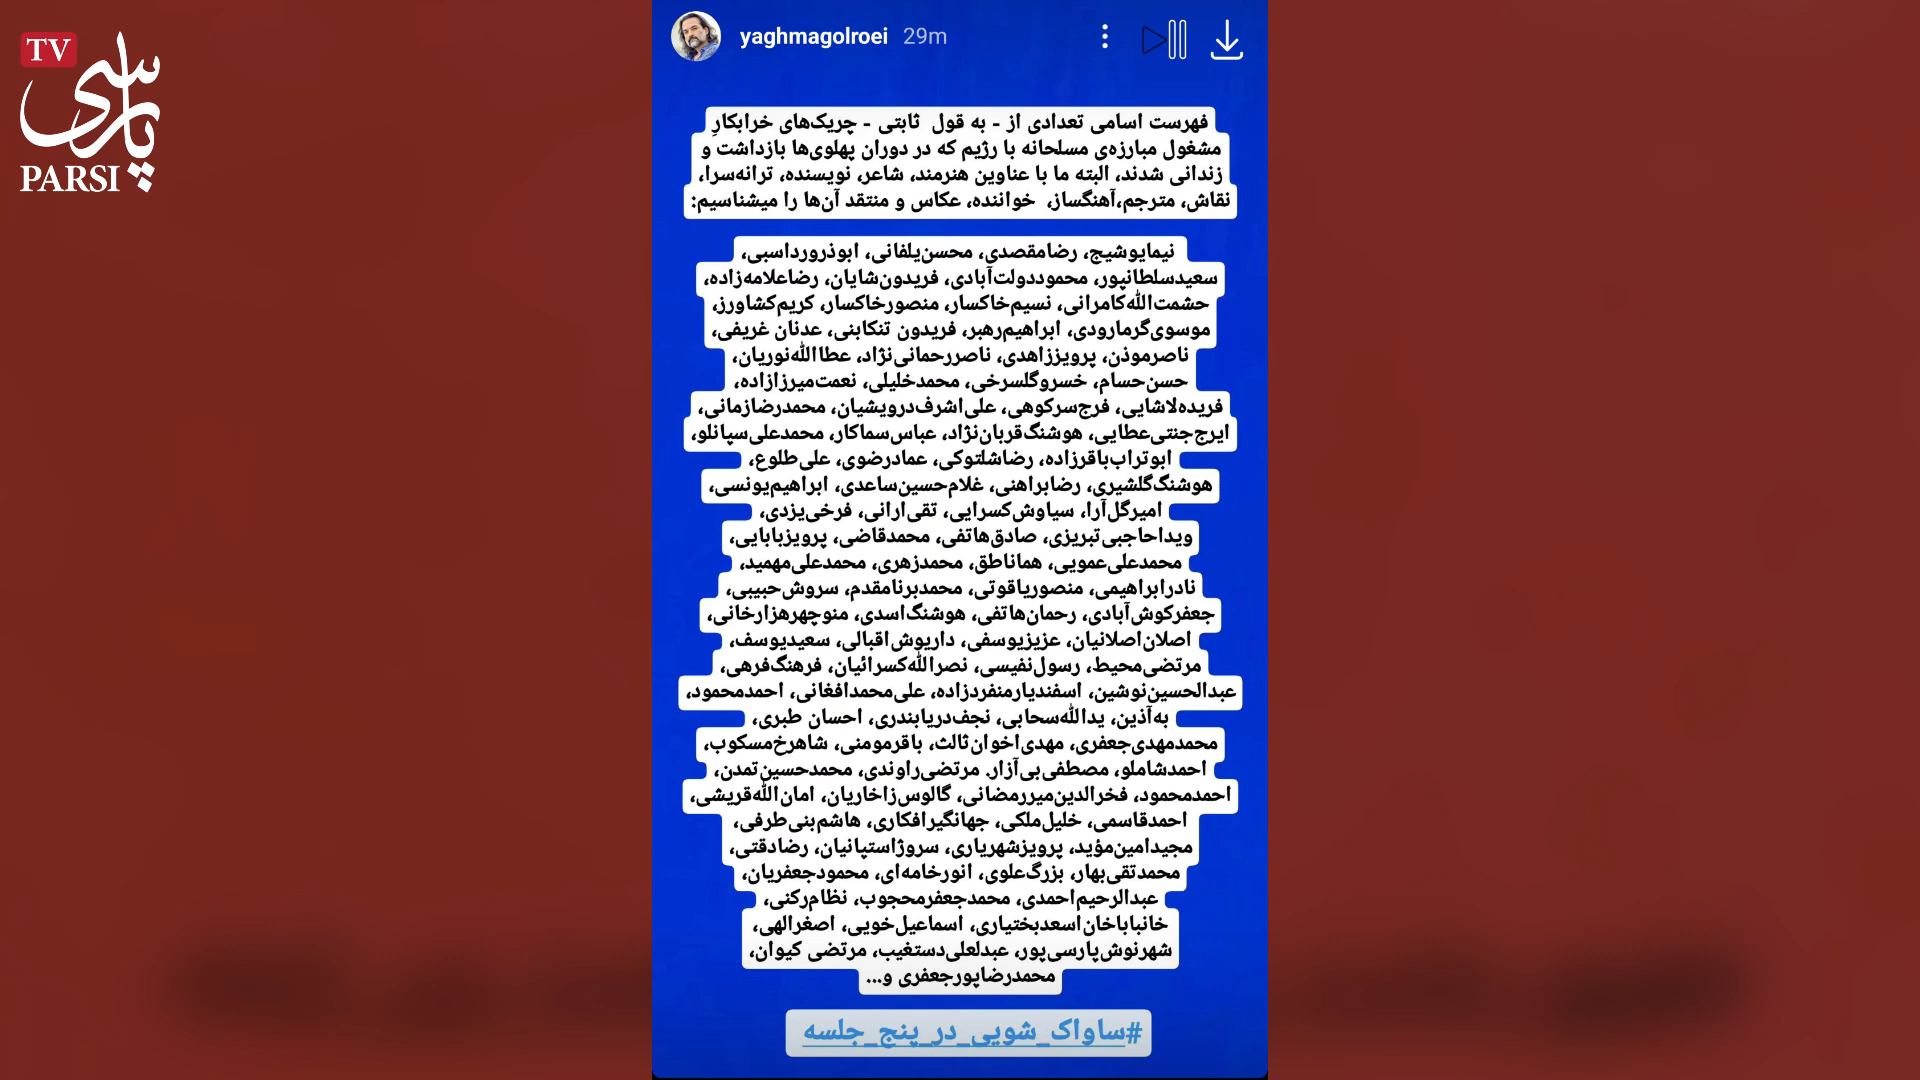 TV
پارسی
PARSI
yaghmagolroei 29m
فهرست اسامی تعدادی از - به قول ثابتی - چریک‌های خرابکارِ
مشغول مبارزه‌ی مسلحانه با رژیم که در دوران پهلوی‌ها بازداشت و
زندانی شدند، البته ما با عناوین هنرمند، شاعر، نویسنده، ترانه‌سرا،
نقاش، مترجم،آهنگساز، خواننده، عکاس و منتقد آن‌ها را میشناسیم:
نیمایوشیج، رضامقصدی، محسن‌یلفانی، ابوذرورداسبی،
سعیدسلطانپور، محموددولت‌آبادی، فریدون‌شایان، رضاعلامه‌زاده،
حشمت‌الله‌کامرانی، نسیم‌خاکسار، منصورخاکسار، کریم‌کشاورز،
موسوی‌گرمارودی، ابراهیم‌رهبر، فریدون تنکابنی، عدنان غریفی،
ناصرموذن، پرویززاهدی، ناصررحمانی‌نژاد، عطاالله‌نوریان،
حسن‌حسام، خسروگلسرخی، محمدخلیلی، نعمت‌میرزازاده،
فریده‌لاشایی، فرج‌سرکوهی، علی‌اشرف‌درویشیان، محمدرضازمانی،
ایرج‌جنتی‌عطایی، هوشنگ‌قربان‌نژاد، عباس‌سماکار، محمدعلی‌سپانلو،
ابوتراب‌باقرزاده، رضاشلتوکی، عمادرضوی، علی‌طلوع،
هوشنگ‌گلشیری، رضابراهنی، غلام‌حسین‌ساعدی، ابراهیم‌یونسی،
امیرگل‌آرا، سیاوش‌کسرایی، تقی‌ارانی، فرخی‌یزدی،
ویداحاجبی‌تبریزی، صادق‌هاتفی، محمدقاضی، پرویزبابایی،
محمدعلی‌عمویی، هماناطق، محمدزهری، محمدعلی‌مهمید،
نادرابراهیمی، منصوریاقوتی، محمدبرنامقدم، سروش‌حبیبی،
جعفرکوش‌آبادی، رحمان‌هاتفی، هوشنگ‌اسدی، منوچهرهزارخانی،
اصلان‌اصلانیان، عزیزیوسفی، داریوش‌اقبالی، سعیدیوسف،
مرتضی‌محیط، رسول‌نفیسی، نصرالله‌کسرائیان، فرهنگ‌فرهی،
عبدالحسین‌نوشین، اسفندیارمنفردزاده، علی‌محمدافغانی، احمدمحمود،
به‌آذین، یدالله‌سحابی، نجف‌دریابندری، احسان طبری،
محمدمهدی‌جعفری، مهدی‌اخوان‌ثالث، باقرمومنی، شاهرخ‌مسکوب،
احمدشاملو، مصطفی‌بی‌آزار. مرتضی‌راوندی، محمدحسین‌تمدن،
احمدمحمود، فخرالدین‌میررمضانی، گالوس‌زاخاریان، امان‌الله‌قریشی،
احمدقاسمی، خلیل‌ملکی، جهانگیرافکاری، هاشم‌بنی‌طرفی،
مجیدامین‌مؤید، پرویزشهریاری، سروژاستپانیان، رضادقتی،
محمدتقی‌بهار، بزرگ‌علوی، انورخامه‌ای، محمودجعفریان،
عبدالرحیم‌احمدی، محمدجعفرمحجوب، نظام‌رکنی،
خانباباخان‌اسعدبختیاری، اسماعیل‌خویی، اصغرالهی،
شهرنوش‌پارسی‌پور، عبدلعلی‌دستغیب، مرتضی کیوان،
محمدرضاپورجعفری و...
#ساواک_شویی_در_پنج_جلسه